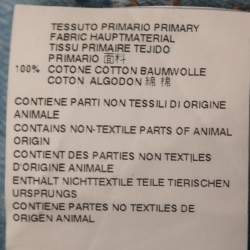 TESSUTO PRIMARIO PRIMARY
FABRIC HAUPTMATERIAL
TISSU PRIMAIRE TEJIDO
PRIMARIO 面料
100% COTONE COTTON BAUMWOLLE
COTON ALGODON 綿 棉
CONTIENE PARTI NON TESSILI DI ORIGINE
ANIMALE
CONTAINS NON-TEXTILE PARTS OF ANIMAL
ORIGIN
CONTIENT DES PARTIES NON TEXTILES
D'ORIGINE ANIMALE
ENTHÄLT NICHTTEXTILE TEILE TIERISCHEN
URSPRUNGS
CONTIENE PARTES NO TEXTILES DE
ORIGEN ANIMAL